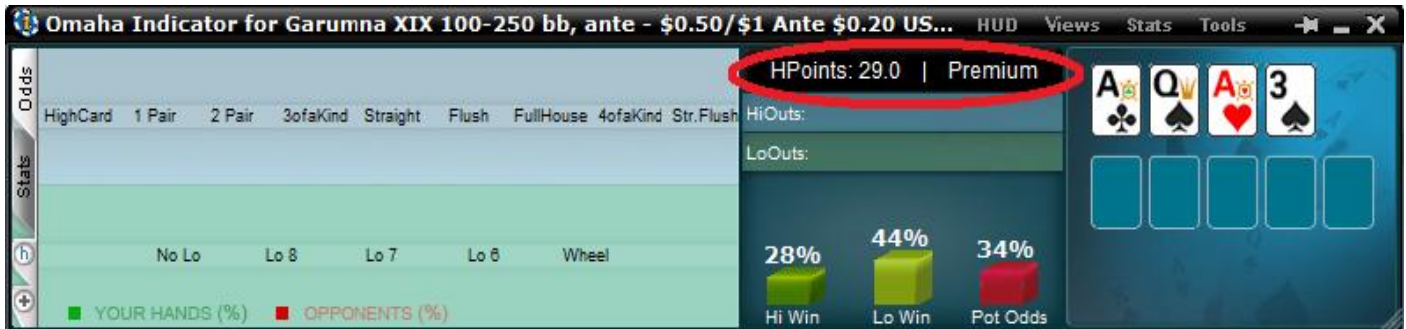 Omaha Indicator for Garumna XIX 100-250 bb, ante - $0.50/$1 Ante $0.20 US... HUD Views Stats Tools
Odds
Stats
h
HighCard 1 Pair 2 Pair 3ofaKind Straight Flush FullHouse 4ofaKind Str.Flush
No Lo Lo 8 Lo 7 Lo 6 Wheel
YOUR HANDS (%) OPPONENTS (%)
HPoints: 29.0 | Premium
HiOuts:
LoOuts:
28% 44% 34%
Hi Win Lo Win Pot Odds
A Q A 3